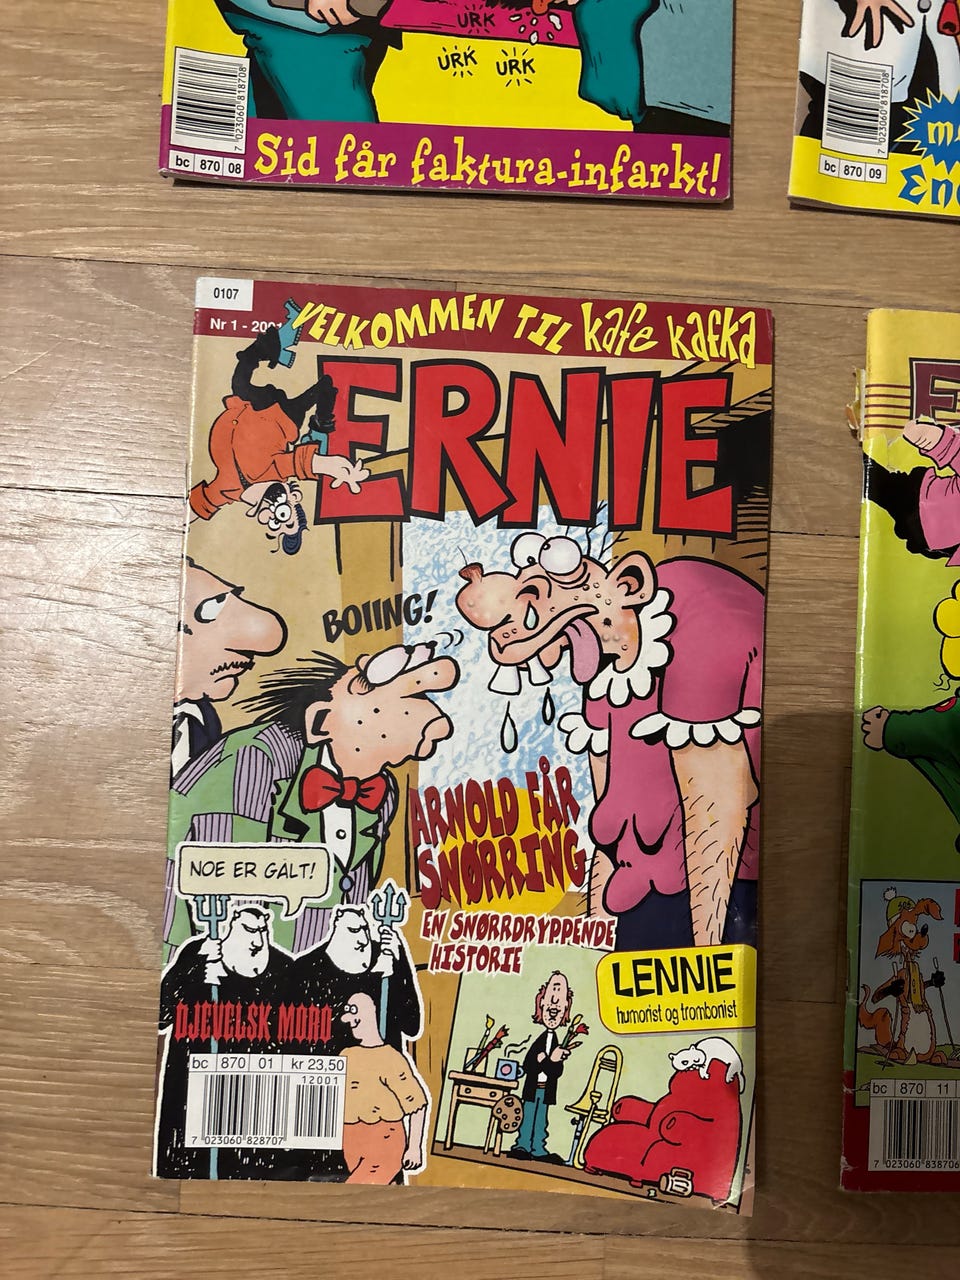 URK
URK URK
7 023060 818708
bc 870 08
Sid får faktura-infarkt!
7 023060 818708
bc 870 09
0107
Nr 1 - 2001
VELKOMMEN TIL kafe kafka
ERNIE
BOIING!
ARNOLD FÅR
SNØRRING
EN SNØRRDRYPPENDE
HISTORIE
NOE ER GALT!
DJEVELSK MORO
LENNIE
humorist og trombonist
bc 870 01 kr 23,50
12001
7 023060 828707
bc 870 11
7 023060 838706